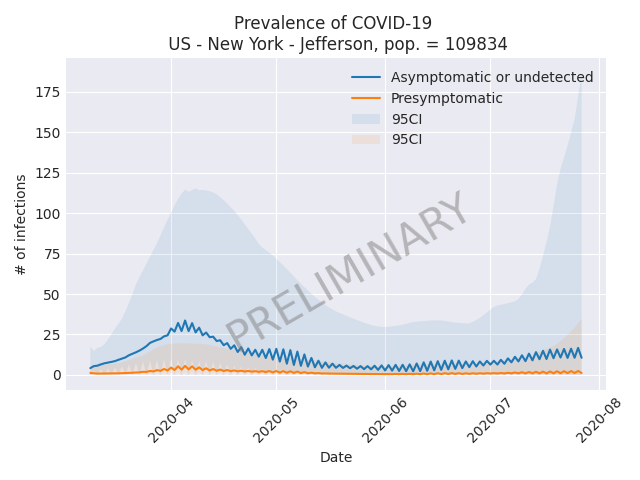 Prevalence of COVID-19
US - New York - Jefferson, pop. = 109834
Asymptomatic or undetected
Presymptomatic
95CI
95CI
PRELIMINARY
# of infections
175
150
125
100
75
50
25
0
2020-04
2020-05
2020-06
2020-07
2020-08
Date